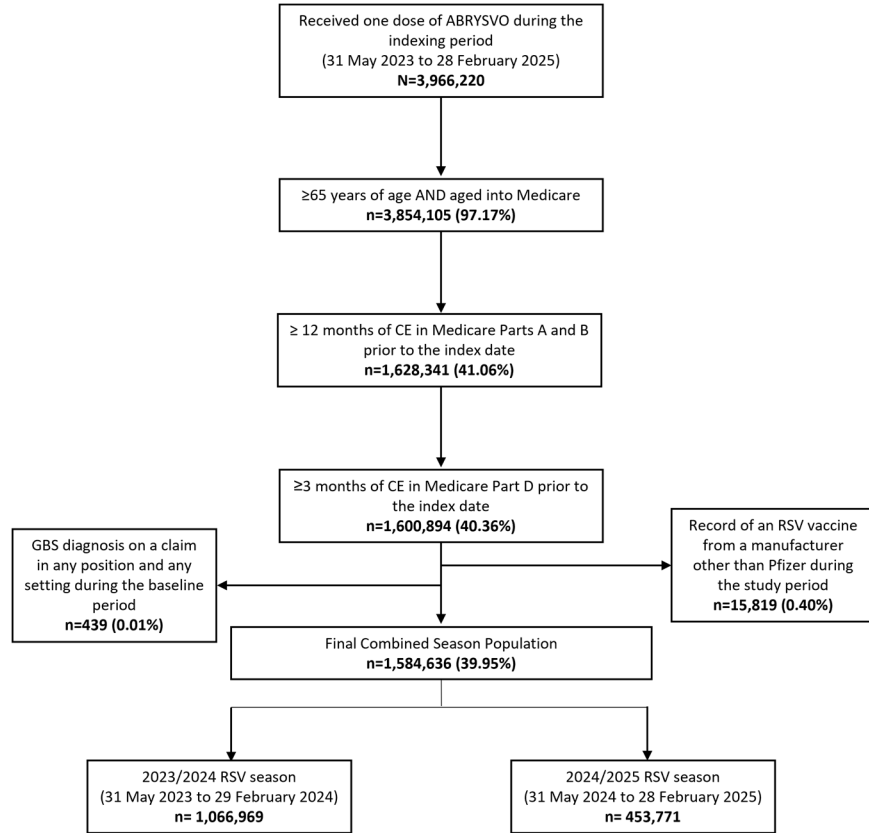 Received one dose of ABRYSVO during the
indexing period
(31 May 2023 to 28 February 2025)
N=3,966,220
≥65 years of age AND aged into Medicare
n=3,854,105 (97.17%)
≥ 12 months of CE in Medicare Parts A and B
prior to the index date
n=1,628,341 (41.06%)
≥3 months of CE in Medicare Part D prior to
the index date
n=1,600,894 (40.36%)
GBS diagnosis on a claim
in any position and any
setting during the baseline
period
n=439 (0.01%)
Record of an RSV vaccine
from a manufacturer
other than Pfizer during
the study period
n=15,819 (0.40%)
Final Combined Season Population
n=1,584,636 (39.95%)
2023/2024 RSV season
(31 May 2023 to 29 February 2024)
n= 1,066,969
2024/2025 RSV season
(31 May 2024 to 28 February 2025)
n= 453,771